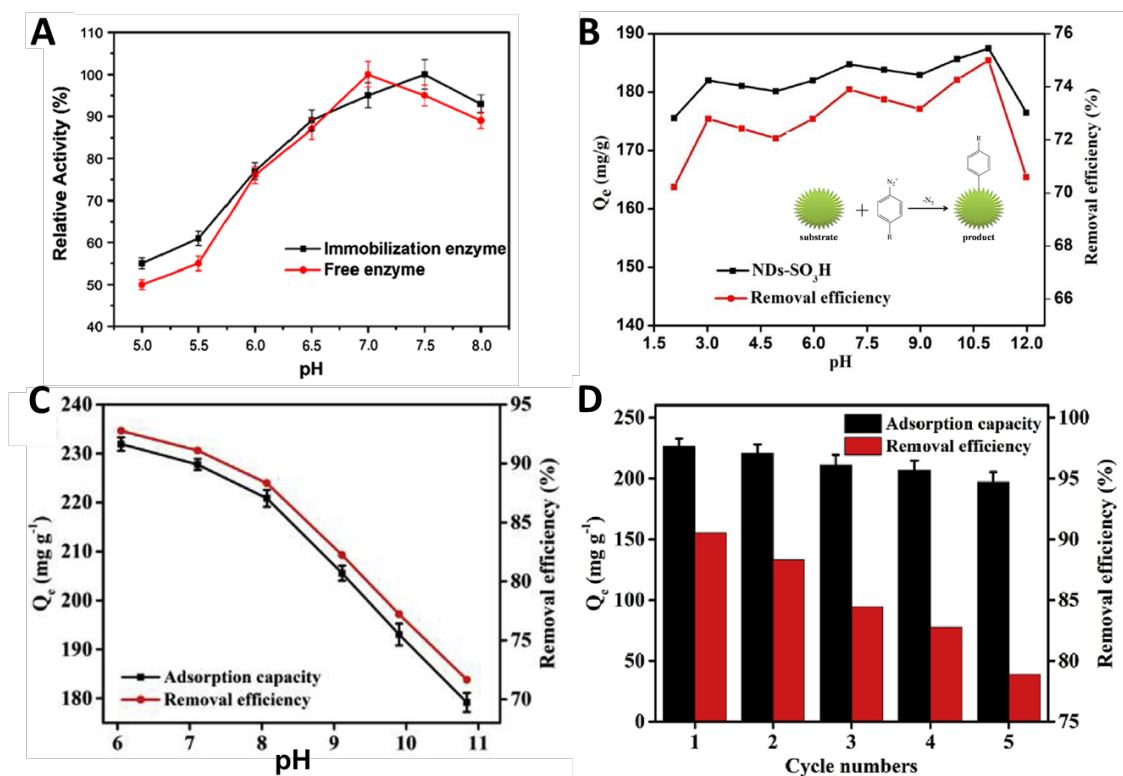 A
110
100
90
80
70
60
50
40
Relative Activity (%)
Immobilization enzyme
Free enzyme
5.0 5.5 6.0 6.5 7.0 7.5 8.0
pH
B
190
180
170
160
150
140
Qe (mg/g)
76
74
72
70
68
66
Removal efficiency (%)
R
N2+
-N2
+
R
substrate
product
NDs-SO3H
Removal efficiency
1.5 3.0 4.5 6.0 7.5 9.0 10.5 12.0
pH
C
240
230
220
210
200
190
180
Qe (mg g-1)
95
90
85
80
75
70
Removal efficiency (%)
Adsorption capacity
Removal efficiency
6 7 8 9 10 11
pH
D
250
200
150
100
50
0
Qe (mg g-1)
100
95
90
85
80
75
Removal efficiency (%)
Adsorption capacity
Removal efficiency
1 2 3 4 5
Cycle numbers